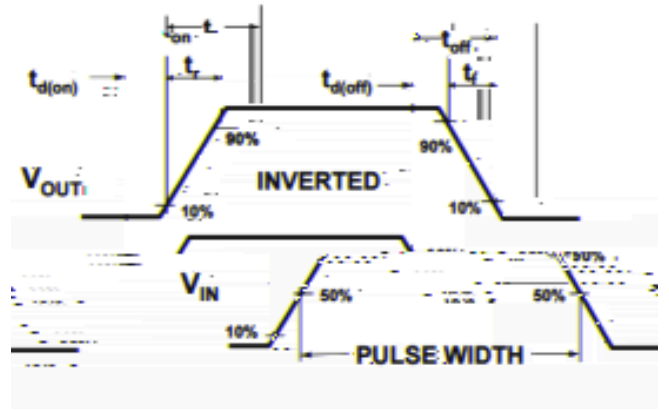 ton t
toff
tr
tf
td(on)
td(off)
90%
90%
VOUT
INVERTED
10%
10%
90%
VIN
50%
50%
10%
PULSE WIDTH